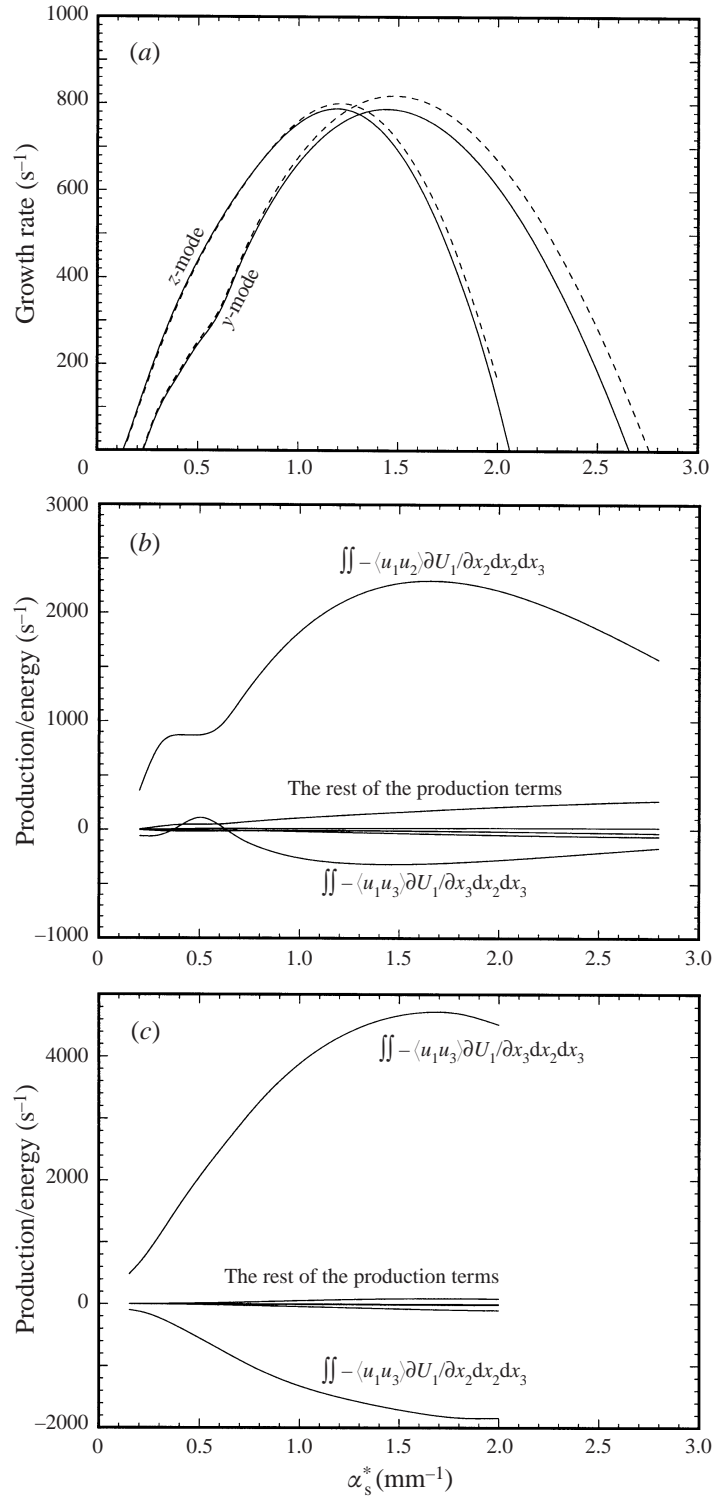 1000
(a)
800
600
400
200
Growth rate (s⁻¹)
z-mode
y-mode
0 0.5 1.0 1.5 2.0 2.5 3.0
3000
(b)
∫∫ – ⟨u₁u₂⟩∂U₁/∂x₂dx₂dx₃
2000
1000
Production/energy (s⁻¹)
The rest of the production terms
0
∫∫ – ⟨u₁u₃⟩∂U₁/∂x₃dx₂dx₃
–1000
0 0.5 1.0 1.5 2.0 2.5 3.0
(c)
4000
∫∫ – ⟨u₁u₃⟩∂U₁/∂x₃dx₂dx₃
2000
Production/energy (s⁻¹)
The rest of the production terms
0
∫∫ – ⟨u₁u₃⟩∂U₁/∂x₂dx₂dx₃
–2000
0 0.5 1.0 1.5 2.0 2.5 3.0
α*ₛ (mm⁻¹)